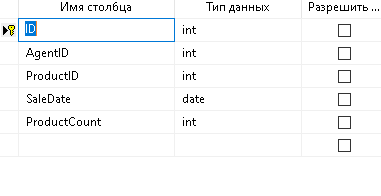 Имя столбца Тип данных Разрешить ...
ID int
AgentID int
ProductID int
SaleDate date
ProductCount int